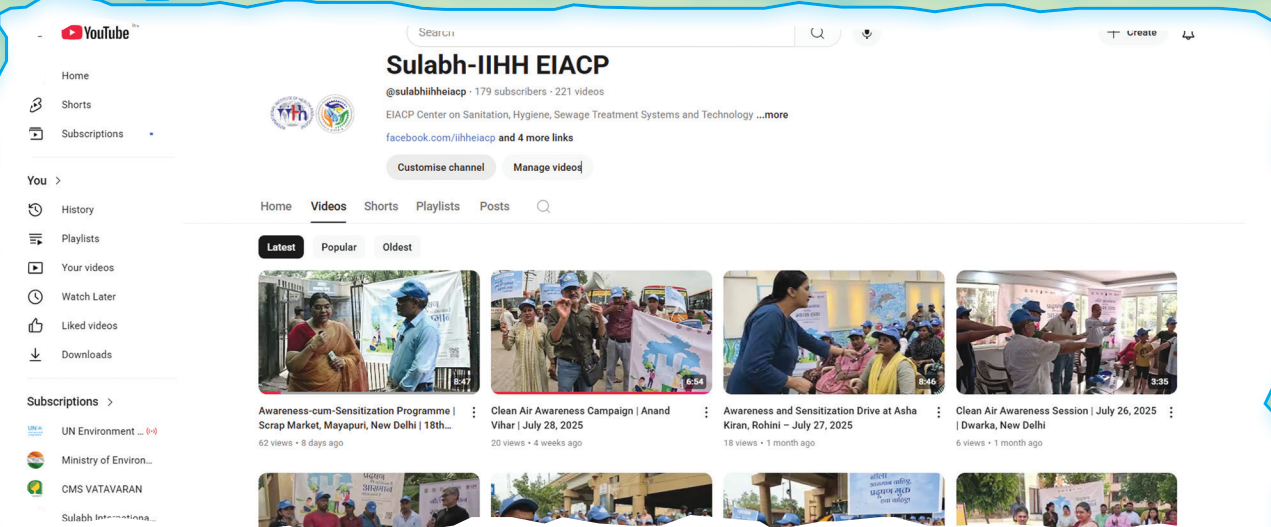 YouTube
Search
Create
Home
Shorts
Subscriptions
You
History
Playlists
Your videos
Watch Later
Liked videos
Downloads
Subscriptions
UN Environment ...
Ministry of Environ...
CMS VATAVARAN
Sulabh Internationa...
Sulabh-IIHH EIACP
@sulabhiihheiacp · 179 subscribers · 221 videos
EIACP Center on Sanitation, Hygiene, Sewage Treatment Systems and Technology ...more
facebook.com/iihheiacp and 4 more links
Customise channel Manage videos
Home Videos Shorts Playlists Posts
Latest Popular Oldest
8:47 6:54 8:46 3:35
Awareness-cum-Sensitization Programme |
Scrap Market, Mayapuri, New Delhi | 18th...
62 views • 8 days ago
Clean Air Awareness Campaign | Anand
Vihar | July 28, 2025
20 views • 4 weeks ago
Awareness and Sensitization Drive at Asha
Kiran, Rohini – July 27, 2025
18 views • 1 month ago
Clean Air Awareness Session | July 26, 2025
| Dwarka, New Delhi
6 views • 1 month ago